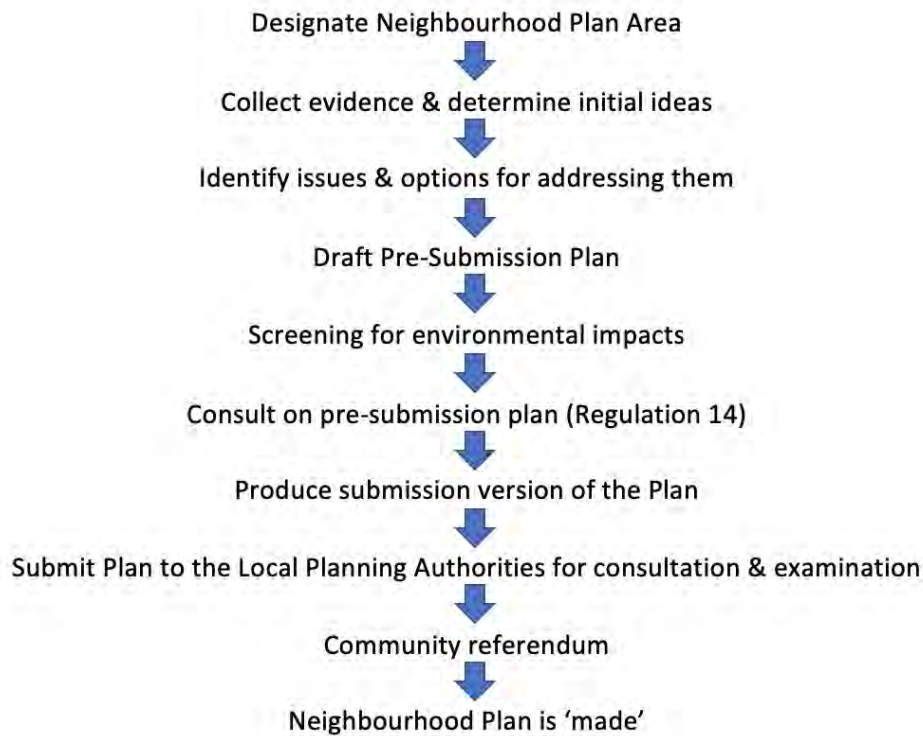 Designate Neighbourhood Plan Area
Collect evidence & determine initial ideas
Identify issues & options for addressing them
Draft Pre-Submission Plan
Screening for environmental impacts
Consult on pre-submission plan (Regulation 14)
Produce submission version of the Plan
Submit Plan to the Local Planning Authorities for consultation & examination
Community referendum
Neighbourhood Plan is ‘made’